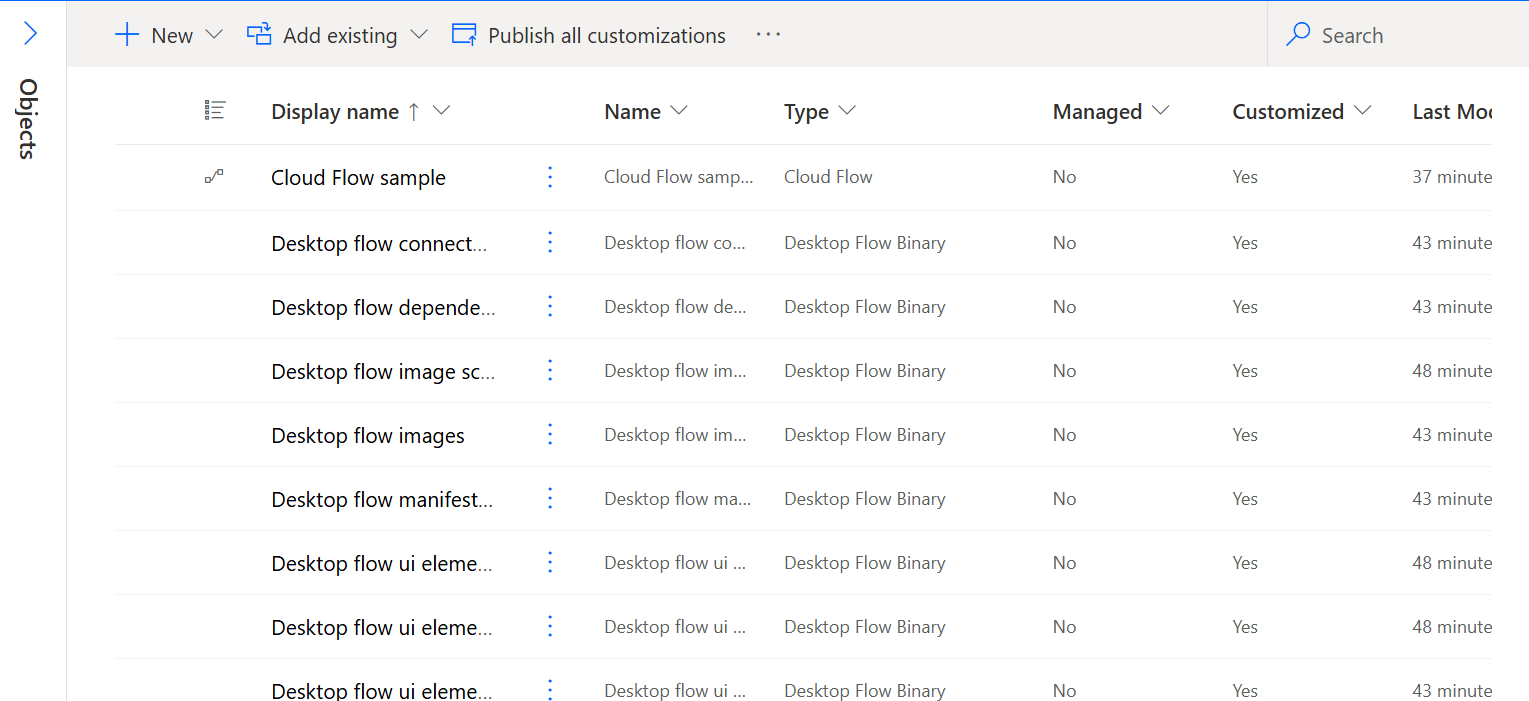 New Add existing Publish all customizations ... Search
Objects
Display name ↑ Name Type Managed Customized Last Mod
Cloud Flow sample Cloud Flow samp... Cloud Flow No Yes 37 minute
Desktop flow connect... Desktop flow co... Desktop Flow Binary No Yes 43 minute
Desktop flow depende... Desktop flow de... Desktop Flow Binary No Yes 43 minute
Desktop flow image sc... Desktop flow im... Desktop Flow Binary No Yes 48 minute
Desktop flow images Desktop flow im... Desktop Flow Binary No Yes 43 minute
Desktop flow manifest... Desktop flow ma... Desktop Flow Binary No Yes 43 minute
Desktop flow ui eleme... Desktop flow ui ... Desktop Flow Binary No Yes 48 minute
Desktop flow ui eleme... Desktop flow ui ... Desktop Flow Binary No Yes 48 minute
Desktop flow ui eleme... Desktop flow ui ... Desktop Flow Binary No Yes 43 minute